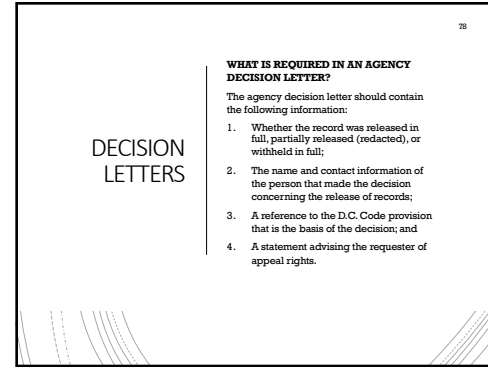 78
DECISION
LETTERS
WHAT IS REQUIRED IN AN AGENCY
DECISION LETTER?
The agency decision letter should contain
the following information:
1. Whether the record was released in
full, partially released (redacted), or
withheld in full;
2. The name and contact information of
the person that made the decision
concerning the release of records;
3. A reference to the D.C. Code provision
that is the basis of the decision; and
4. A statement advising the requester of
appeal rights.